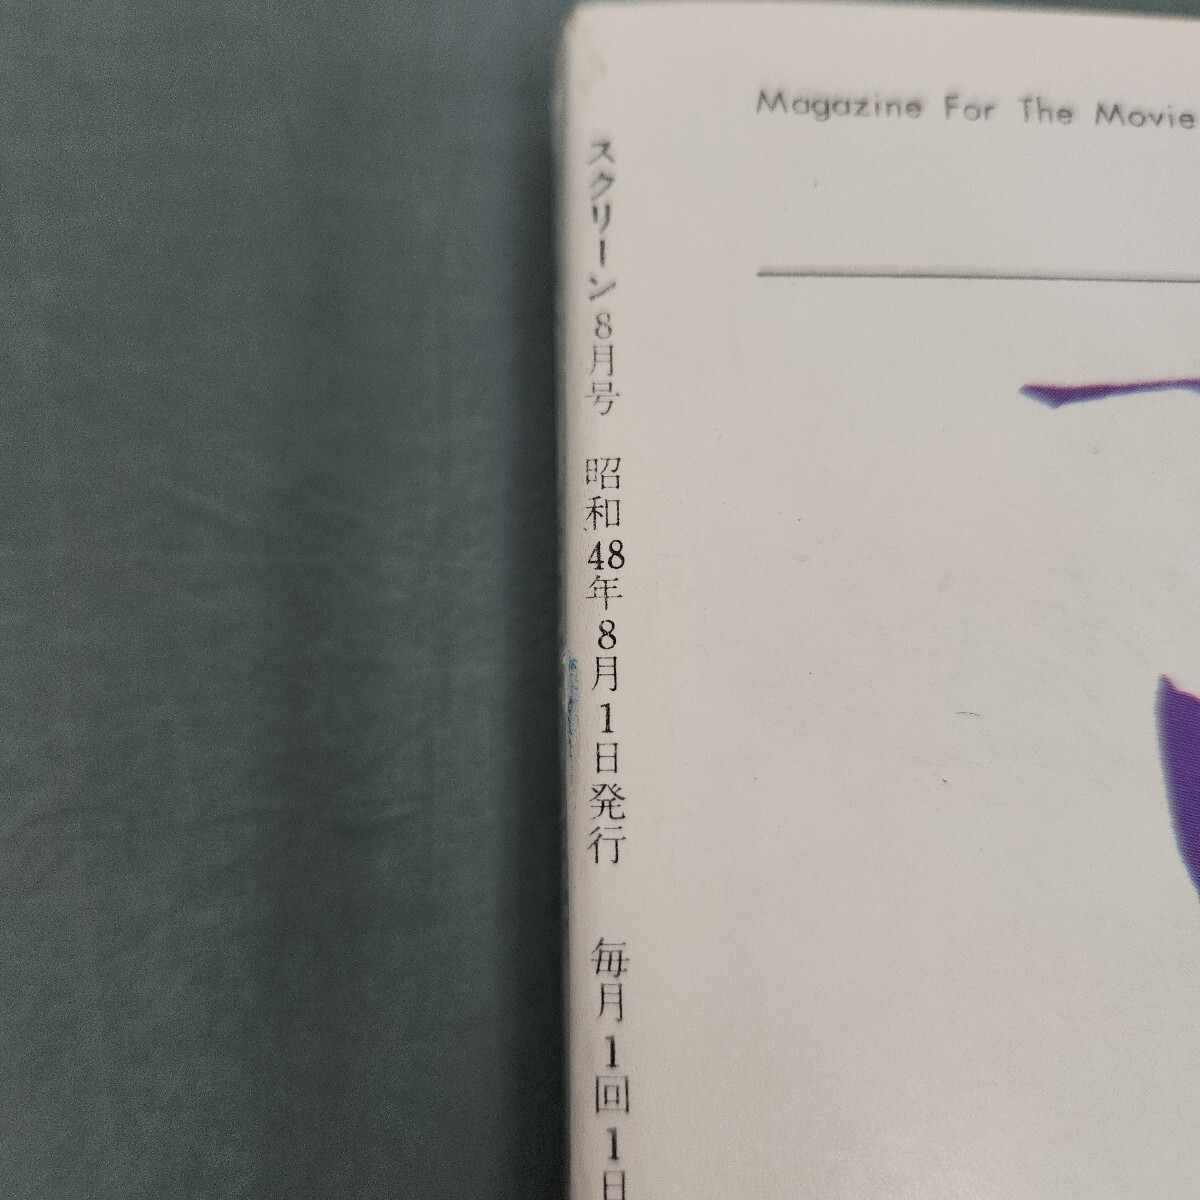 Magazine For The Movie
スクリーン8月号 昭和48年8月1日発行 毎月1回1日